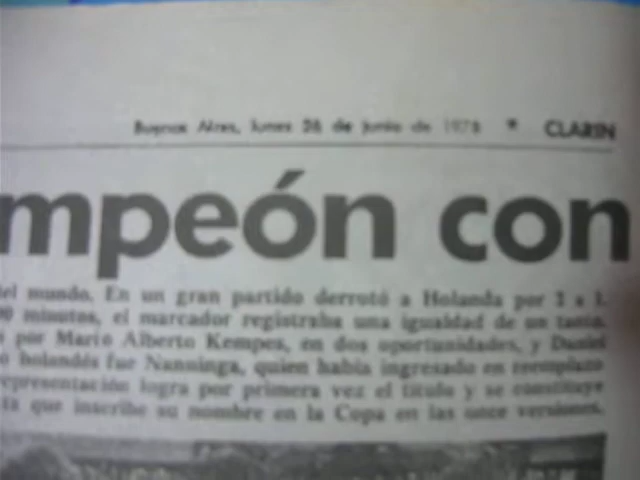 Buenos Aires, lunes 26 de junio de 1978 * CLARIN
mpeón con
del mundo. En un gran partido derrotó a Holanda por 3 a 1.
90 minutos, el marcador registraba una igualdad de un tanto.
s por Mario Alberto Kempes, en dos oportunidades, y Daniel
o holandés fue Nanninga, quien había ingresado en reemplazo
representación logra por primera vez el título y se constituye
ta que inscribe su nombre en la Copa en las once versiones.